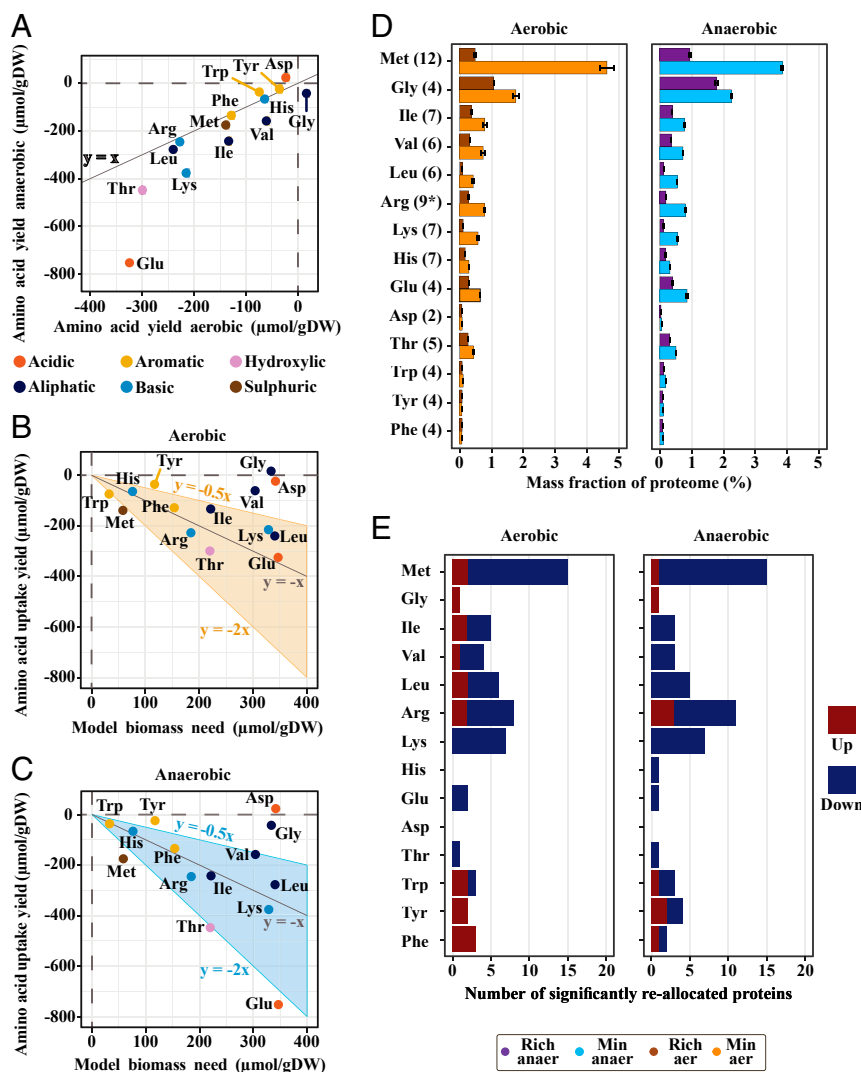 A
Amino acid yield anaerobic (μmol/gDW)
0
-200
-400
-600
-800
Tyr
Asp
Trp
Phe
His
Met
Val
Gly
Arg
Leu
Ile
Lys
y = x
Thr
Glu
-400 -300 -200 -100 0
Amino acid yield aerobic (μmol/gDW)
Acidic Aromatic Hydroxylic
Aliphatic Basic Sulphuric
B
Aerobic
Amino acid uptake yield (μmol/gDW)
0
-200
-400
-600
-800
Tyr
Gly
Asp
His
Val
y = -0.5x
Trp
Phe
Ile
Met
Arg
Lys
Leu
Thr
Glu
y = -x
y = -2x
0 100 200 300 400
Model biomass need (μmol/gDW)
C
Anaerobic
Amino acid uptake yield (μmol/gDW)
0
-200
-400
-600
-800
Trp
Tyr
Asp
y = -0.5x
Gly
His
Phe
Val
Met
Arg
Ile
Leu
Lys
y = -x
Thr
y = -2x
Glu
0 100 200 300 400
Model biomass need (μmol/gDW)
D
Aerobic Anaerobic
Met (12)
Gly (4)
Ile (7)
Val (6)
Leu (6)
Arg (9*)
Lys (7)
His (7)
Glu (4)
Asp (2)
Thr (5)
Trp (4)
Tyr (4)
Phe (4)
0 1 2 3 4 5 0 1 2 3 4 5
Mass fraction of proteome (%)
E
Aerobic Anaerobic
Met
Gly
Ile
Val
Leu
Arg
Lys
His
Glu
Asp
Thr
Trp
Tyr
Phe
Up
Down
0 5 10 15 20 0 5 10 15 20
Number of significantly re-allocated proteins
Rich anaer
Min anaer
Rich aer
Min aer